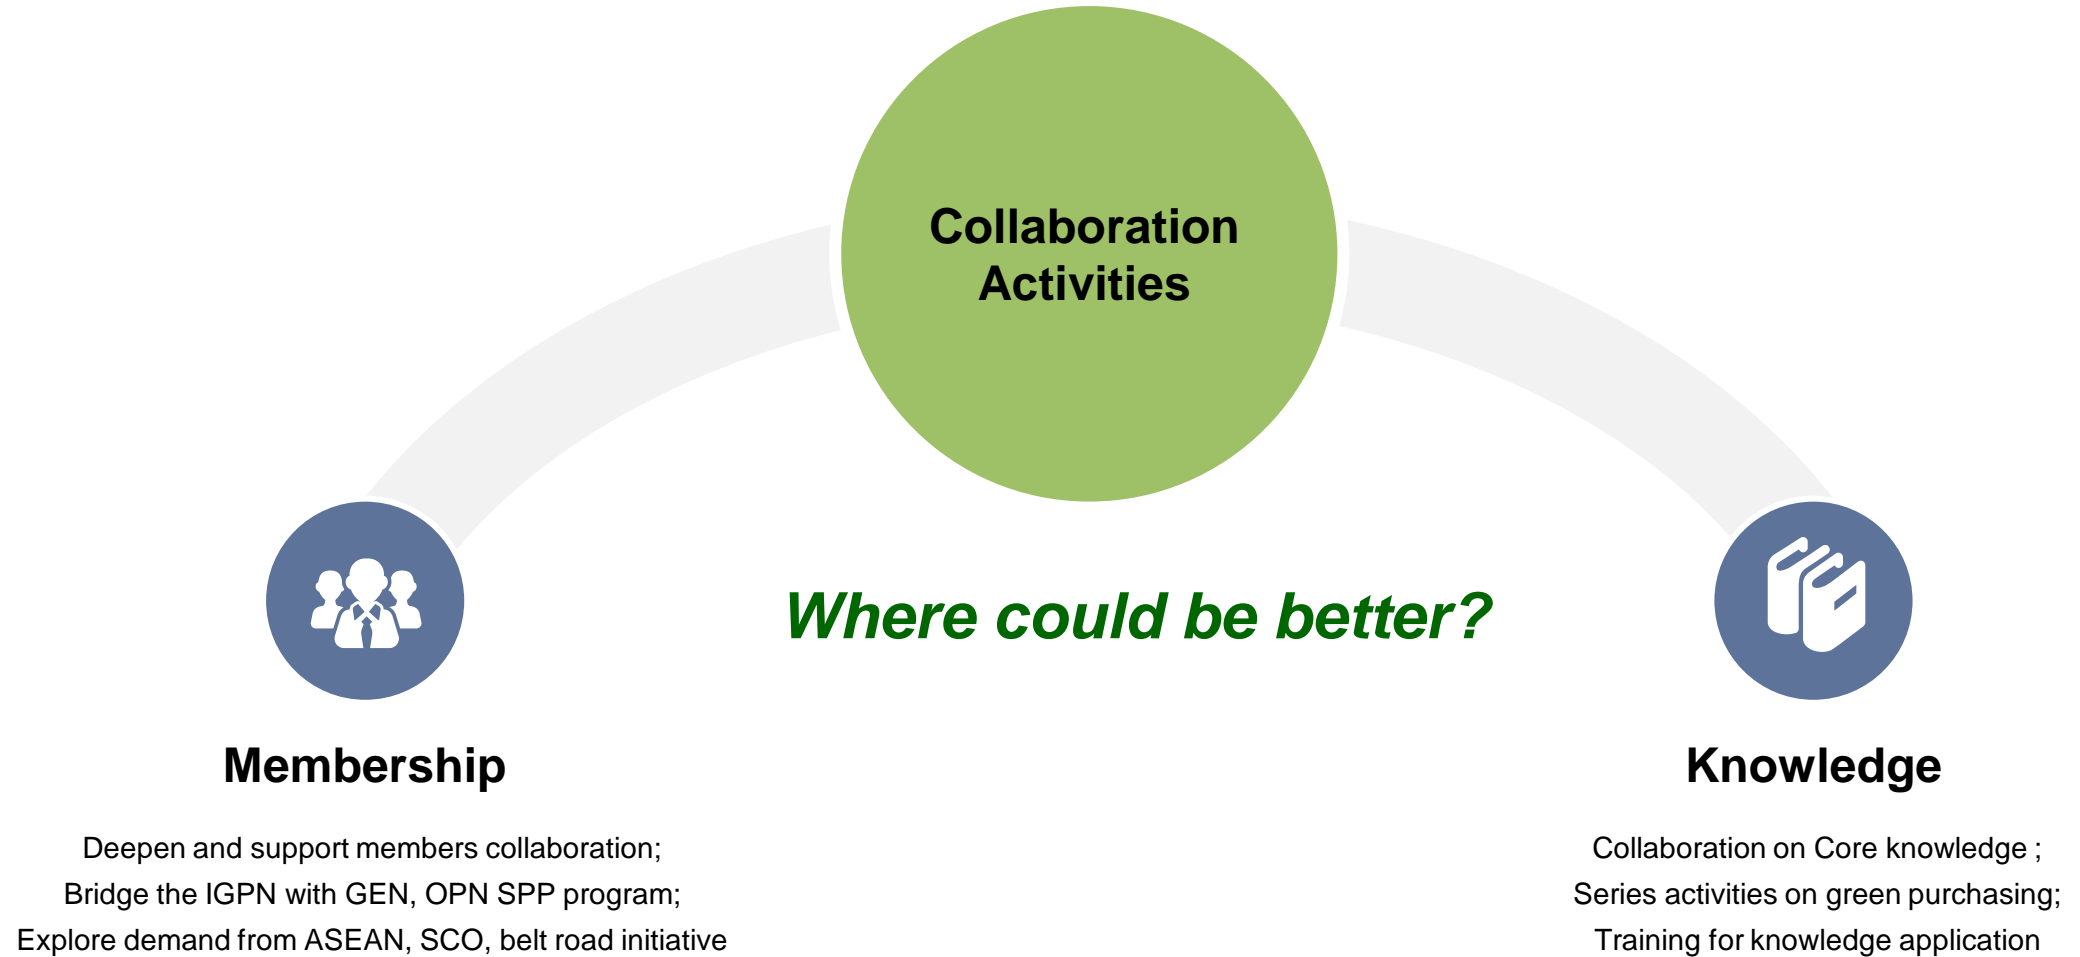 Collaboration
Activities
Where could be better?
Membership
Deepen and support members collaboration;
Bridge the IGPN with GEN, OPN SPP program;
Explore demand from ASEAN, SCO, belt road initiative
Knowledge
Collaboration on Core knowledge ;
Series activities on green purchasing;
Training for knowledge application